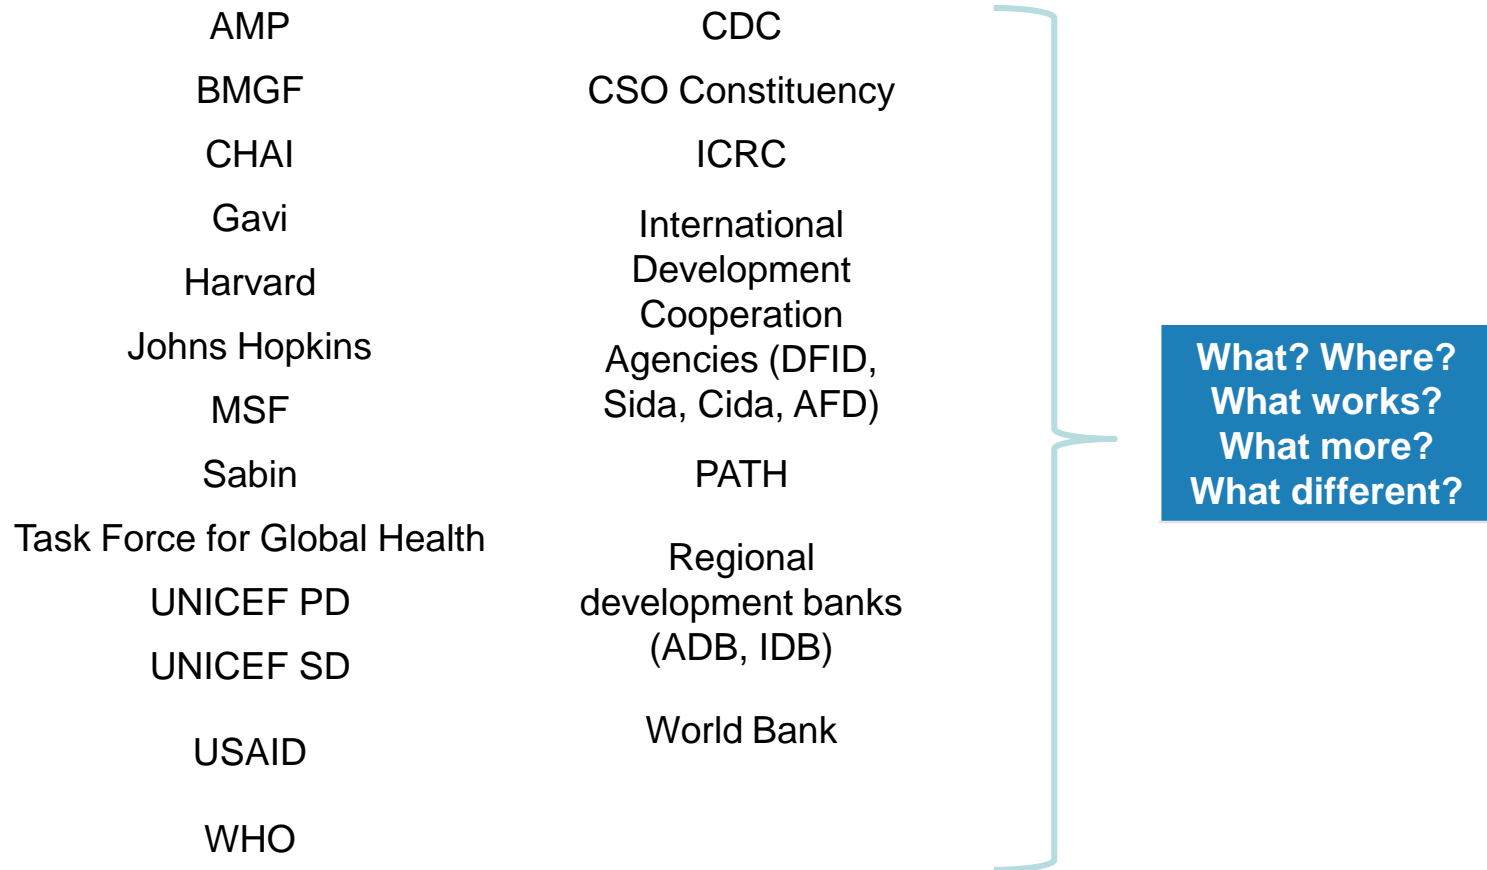 AMP
BMGF
CHAI
Gavi
Harvard
Johns Hopkins
MSF
Sabin
Task Force for Global Health
UNICEF PD
UNICEF SD
USAID
WHO
CDC
CSO Constituency
ICRC
International
Development
Cooperation
Agencies (DFID,
Sida, Cida, AFD)
PATH
Regional
development banks
(ADB, IDB)
World Bank
What? Where?
What works?
What more?
What different?